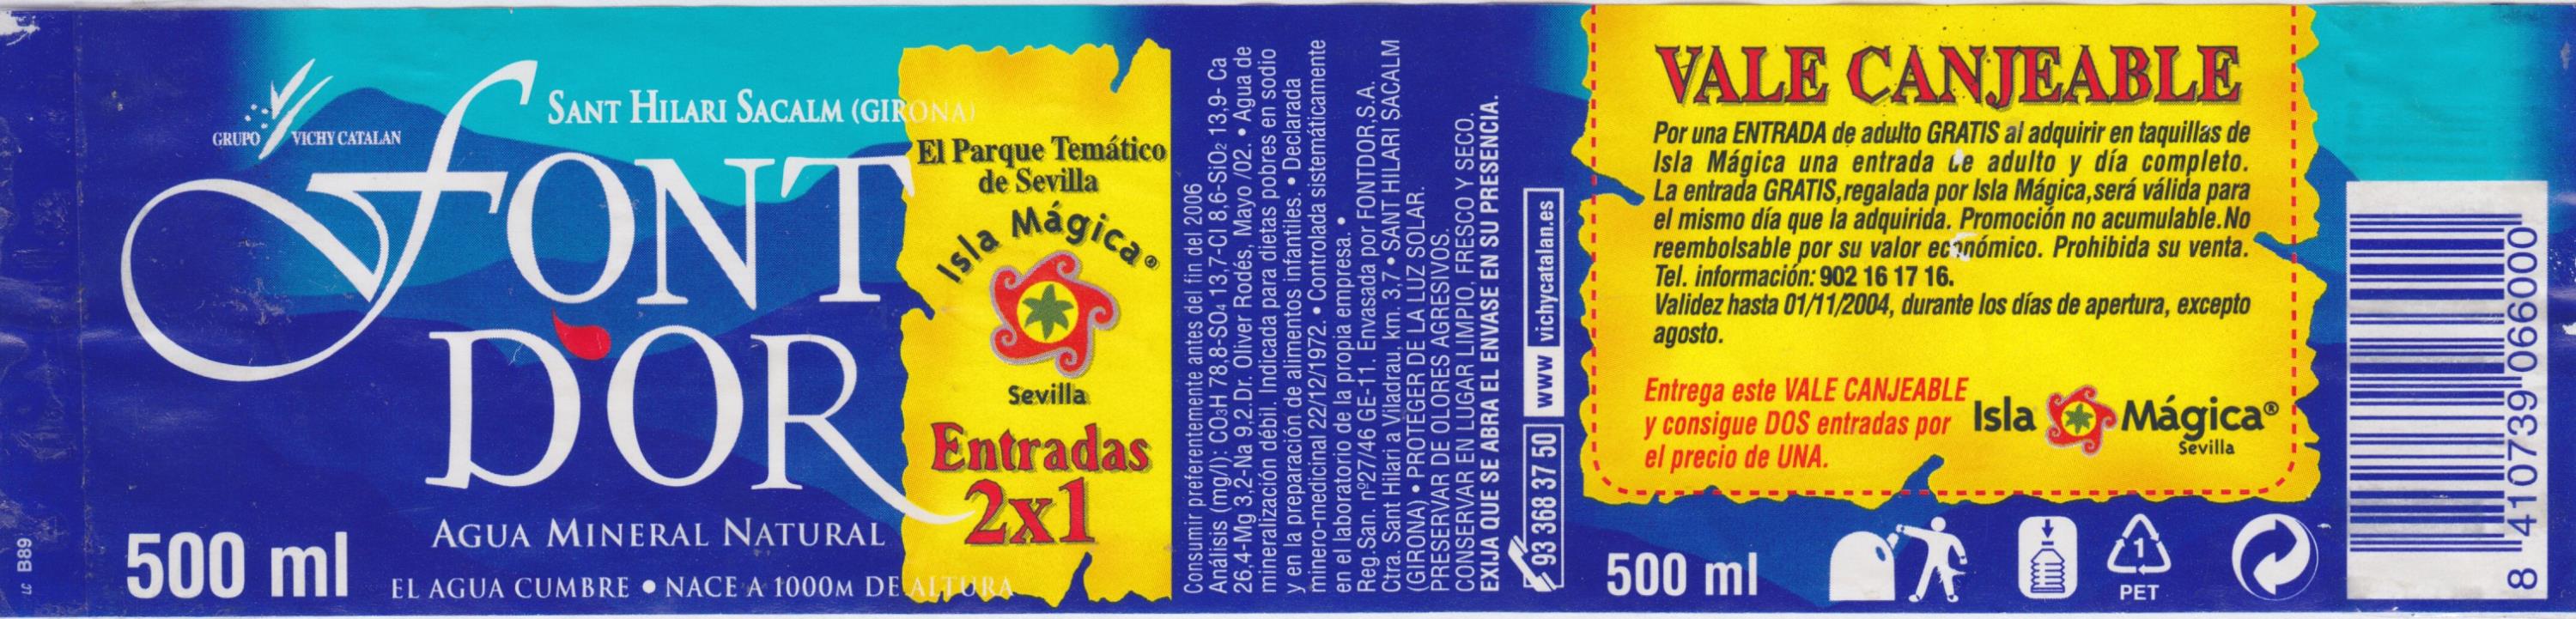 LC B89
GRUPO VICHY CATALAN
SANT HILARI SACALM (GIRONA)
FONT
D'OR
500 ml
AGUA MINERAL NATURAL
EL AGUA CUMBRE • NACE A 1000M DE ALTURA
El Parque Temático
de Sevilla
Isla Mágica®
Sevilla
Entradas
2x1
Consumir preferentemente antes del fin del 2006
Análisis (mg/l): CO₃H 78,8-SO₄ 13,7-Cl 8,6-SiO₂ 13,9- Ca
26,4-Mg 3,2-Na 9,2 Dr. Oliver Rodés, Mayo /02. • Agua de
mineralización débil. Indicada para dietas pobres en sodio
y en la preparación de alimentos infantiles. • Declarada
minero-medicinal 22/12/1972. • Controlada sistemáticamente
en el laboratorio de la propia empresa. •
Reg.San. nº27/46 GE-11. Envasada por FONTDOR,S.A.
Ctra. Sant Hilari a Viladrau, km. 3,7 • SANT HILARI SACALM
(GIRONA) • PROTEGER DE LA LUZ SOLAR.
PRESERVAR DE OLORES AGRESIVOS.
CONSERVAR EN LUGAR LIMPIO, FRESCO Y SECO.
EXIJA QUE SE ABRA EL ENVASE EN SU PRESENCIA.
93 368 37 50 www vichycatalan.es
VALE CANJEABLE
Por una ENTRADA de adulto GRATIS al adquirir en taquillas de
Isla Mágica una entrada de adulto y día completo.
La entrada GRATIS,regalada por Isla Mágica,será válida para
el mismo día que la adquirida. Promoción no acumulable.No
reembolsable por su valor económico. Prohibida su venta.
Tel. información: 902 16 17 16.
Validez hasta 01/11/2004, durante los días de apertura, excepto
agosto.
Entrega este VALE CANJEABLE
y consigue DOS entradas por
el precio de UNA.
Isla Mágica®
Sevilla
500 ml
1
PET
8 410739 066000